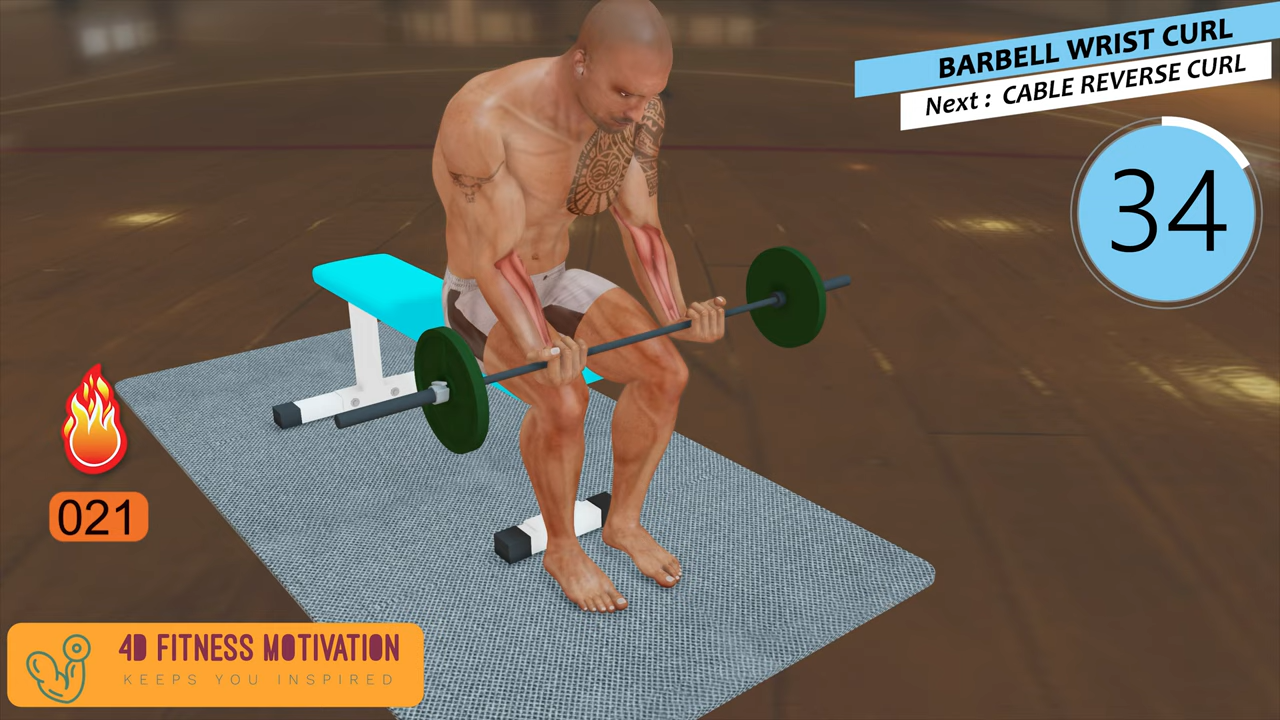 BARBELL WRIST CURL
Next : CABLE REVERSE CURL
34
021
4D FITNESS MOTIVATION
KEEPS YOU INSPIRED